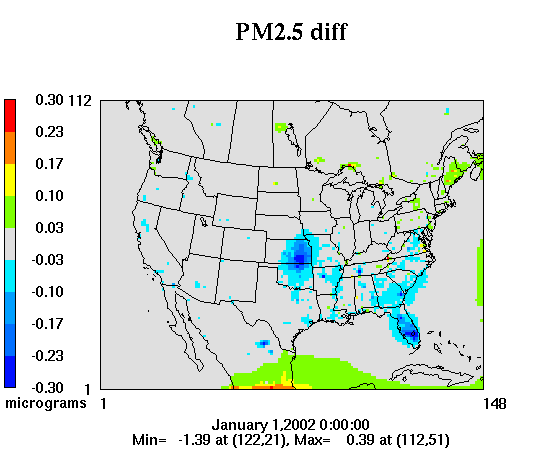 PM2.5 diff
0.30 112
0.23
0.17
0.10
0.03
-0.03
-0.10
-0.17
-0.23
-0.30 1
micrograms 1 148
January 1,2002 0:00:00
Min= -1.39 at (122,21), Max= 0.39 at (112,51)